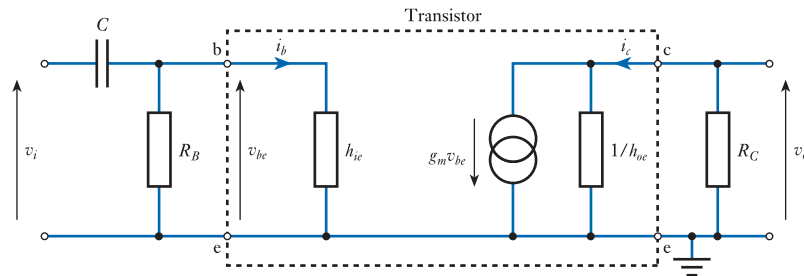 Transistor
C
b
i_b
i_c
c
v_i
R_B
v_be
h_ie
g_m v_be
1/h_oe
R_C
v
e
e